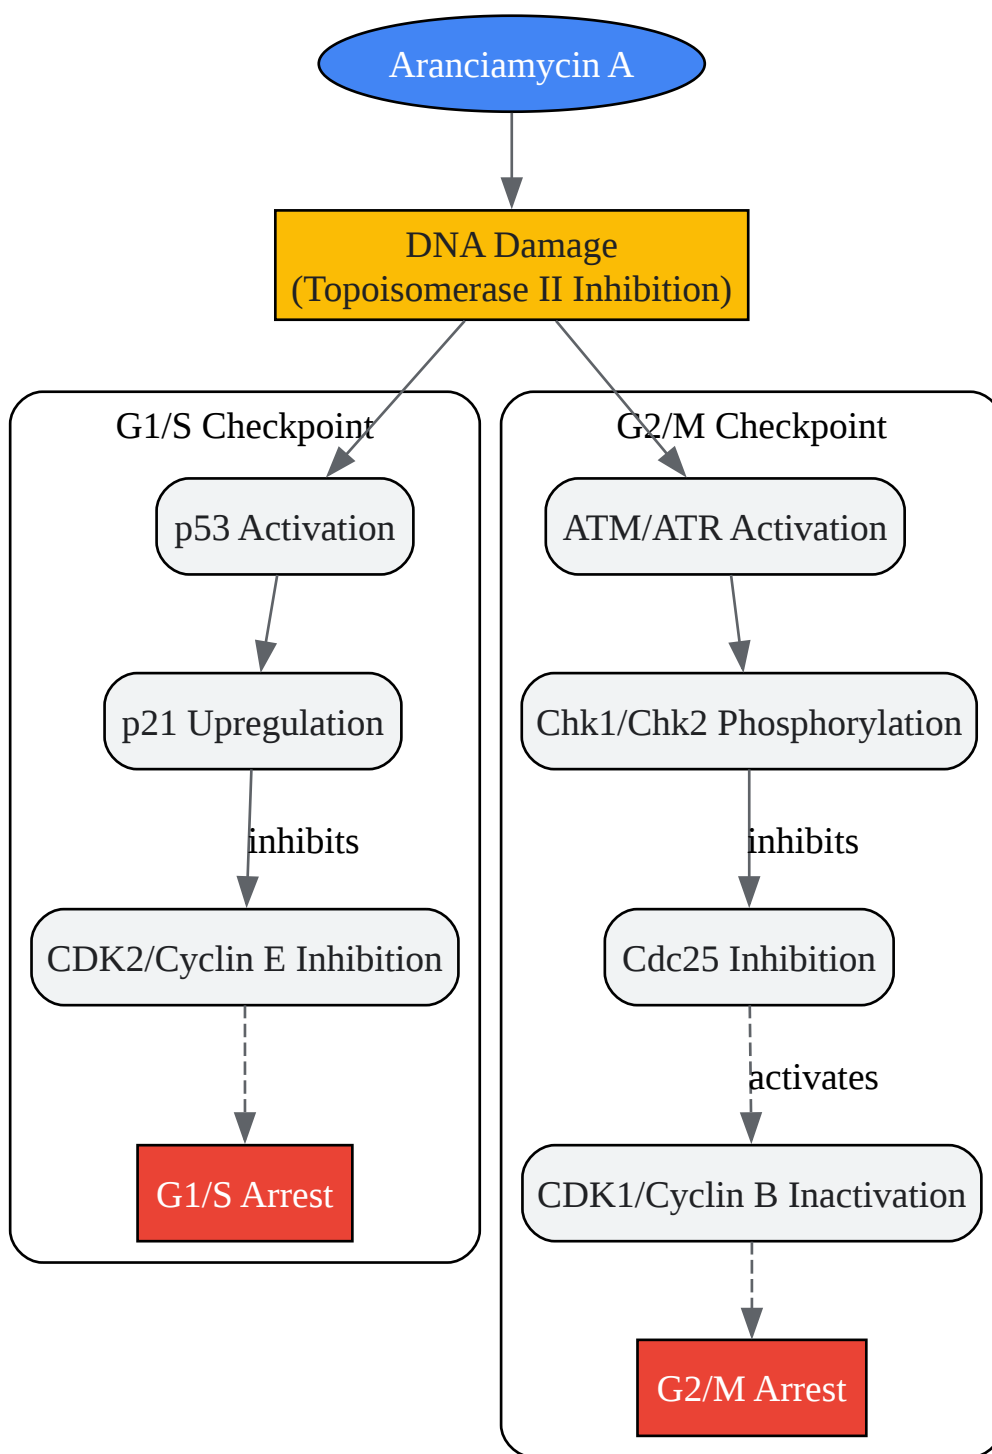 Aranciamycin A
DNA Damage
(Topoisomerase II Inhibition)
G1/S Checkpoint
p53 Activation
p21 Upregulation
inhibits
CDK2/Cyclin E Inhibition
G1/S Arrest
G2/M Checkpoint
ATM/ATR Activation
Chk1/Chk2 Phosphorylation
inhibits
Cdc25 Inhibition
activates
CDK1/Cyclin B Inactivation
G2/M Arrest